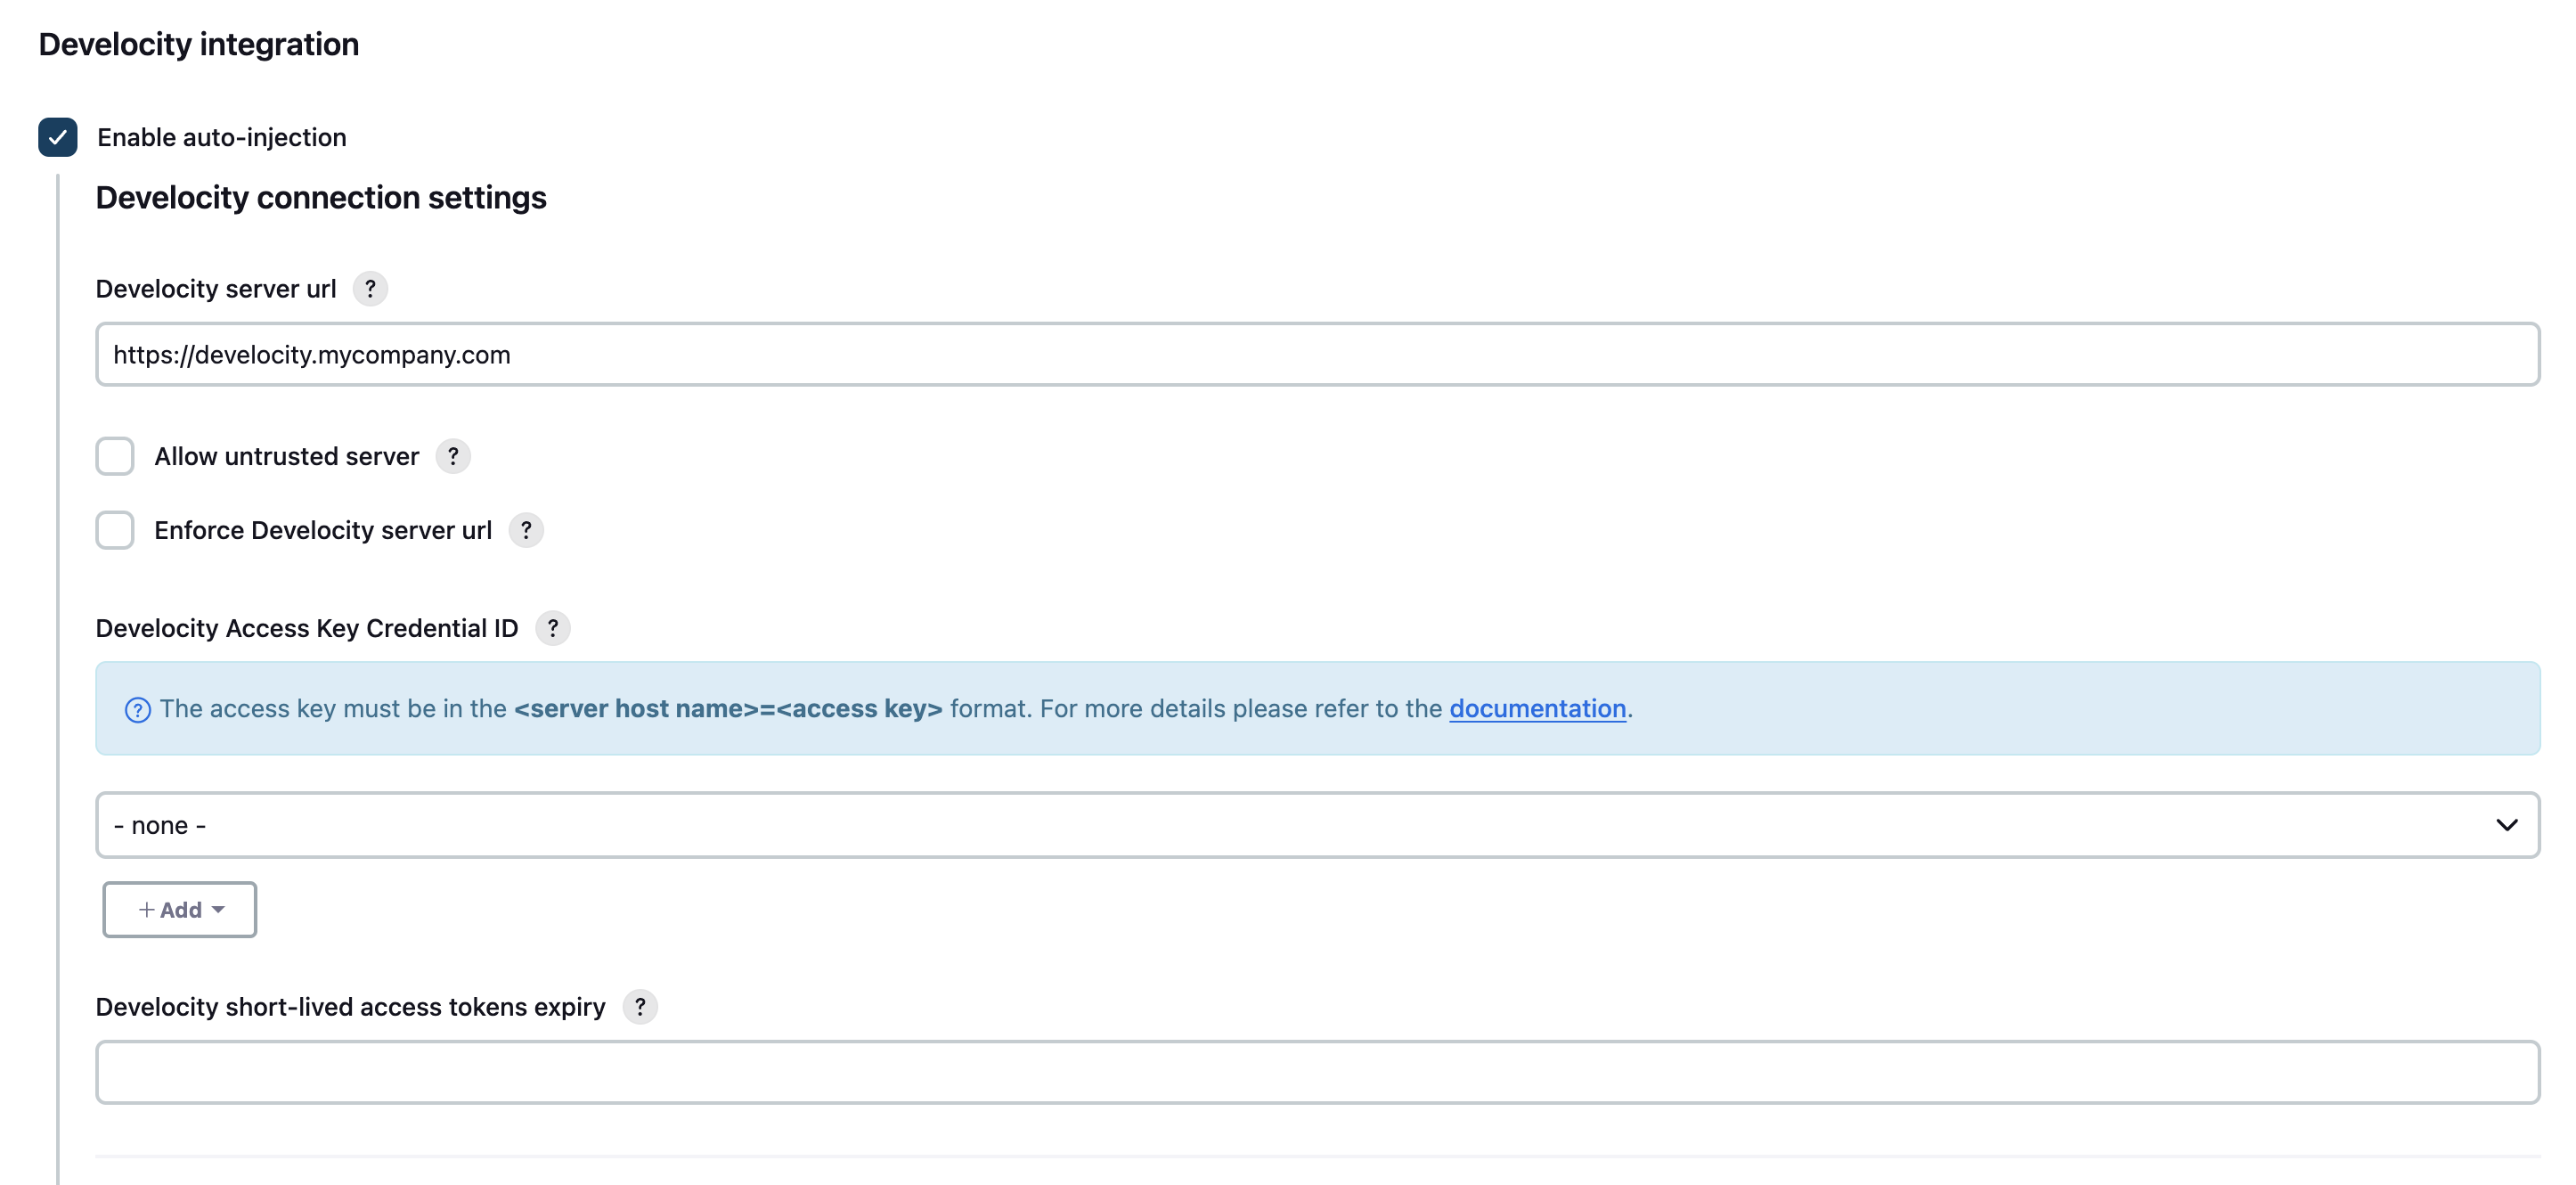 Develocity integration
Enable auto-injection
Develocity connection settings
Develocity server url ?
https://develocity.mycompany.com
Allow untrusted server ?
Enforce Develocity server url ?
Develocity Access Key Credential ID ?
? The access key must be in the <server host name>=<access key> format. For more details please refer to the documentation.
- none -
+ Add
Develocity short-lived access tokens expiry ?